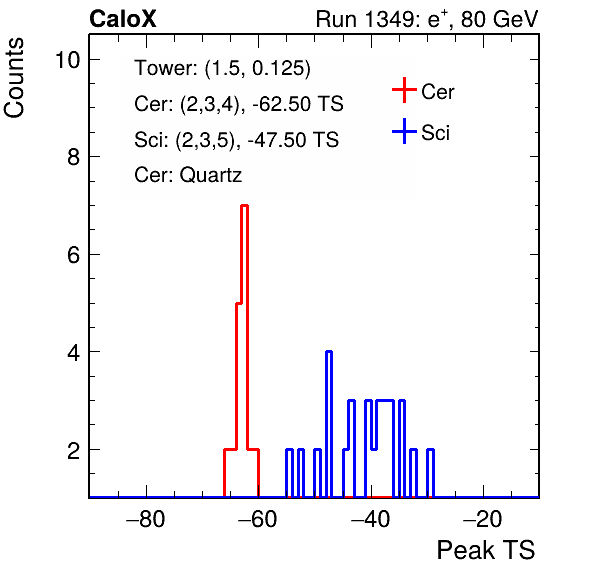 CaloX Run 1349: e⁺, 80 GeV
Counts
10
8
6
4
2
Tower: (1.5, 0.125)
Cer: (2,3,4), -62.50 TS
Sci: (2,3,5), -47.50 TS
Cer: Quartz
Cer
Sci
−80 −60 −40 −20
Peak TS